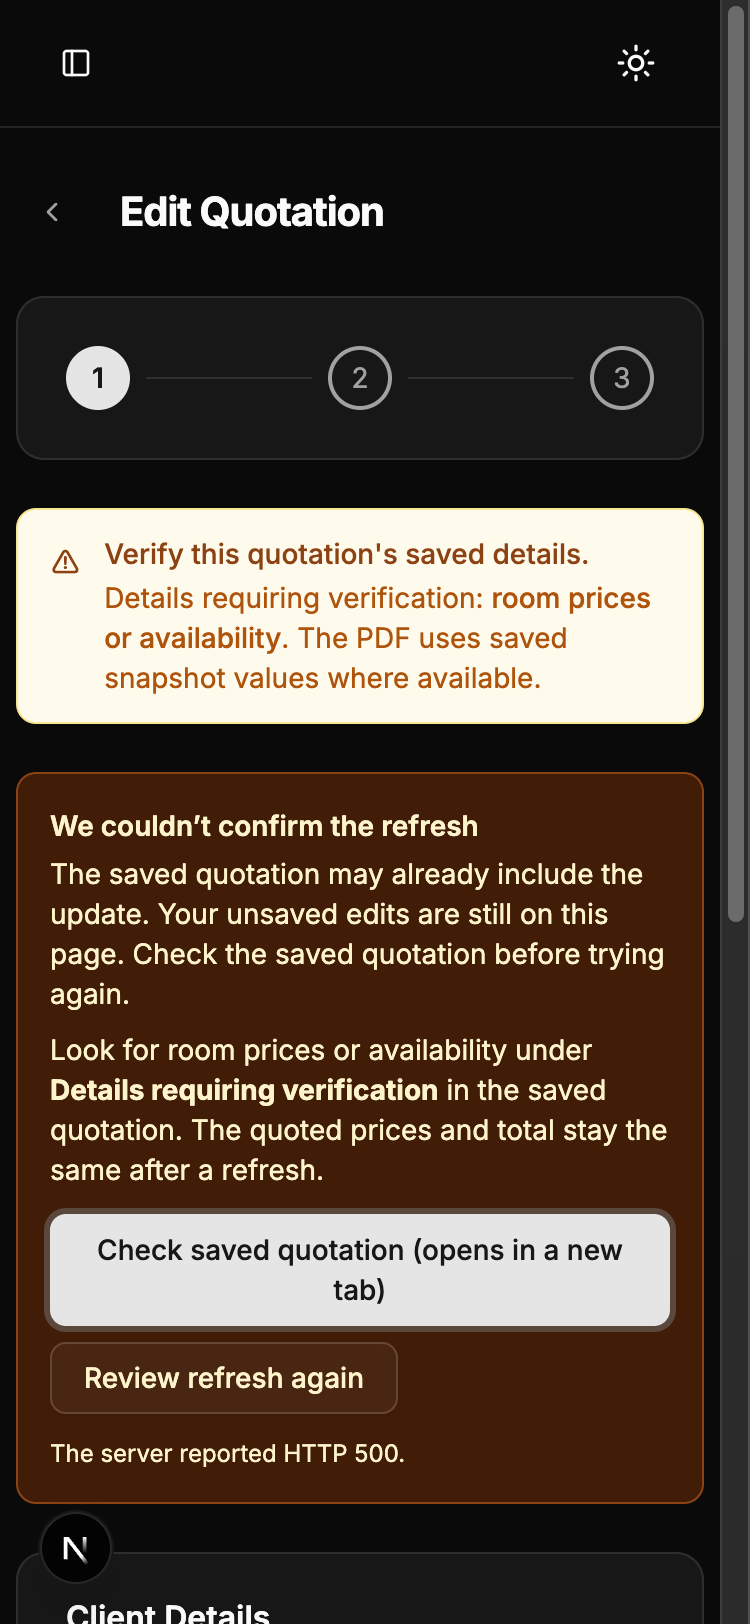 Edit Quotation
1
2
3
Verify this quotation's saved details.
Details requiring verification: room prices
or availability. The PDF uses saved
snapshot values where available.
We couldn’t confirm the refresh
The saved quotation may already include the
update. Your unsaved edits are still on this
page. Check the saved quotation before trying
again.
Look for room prices or availability under
Details requiring verification in the saved
quotation. The quoted prices and total stay the
same after a refresh.
Check saved quotation (opens in a new
tab)
Review refresh again
The server reported HTTP 500.
N
Client Details